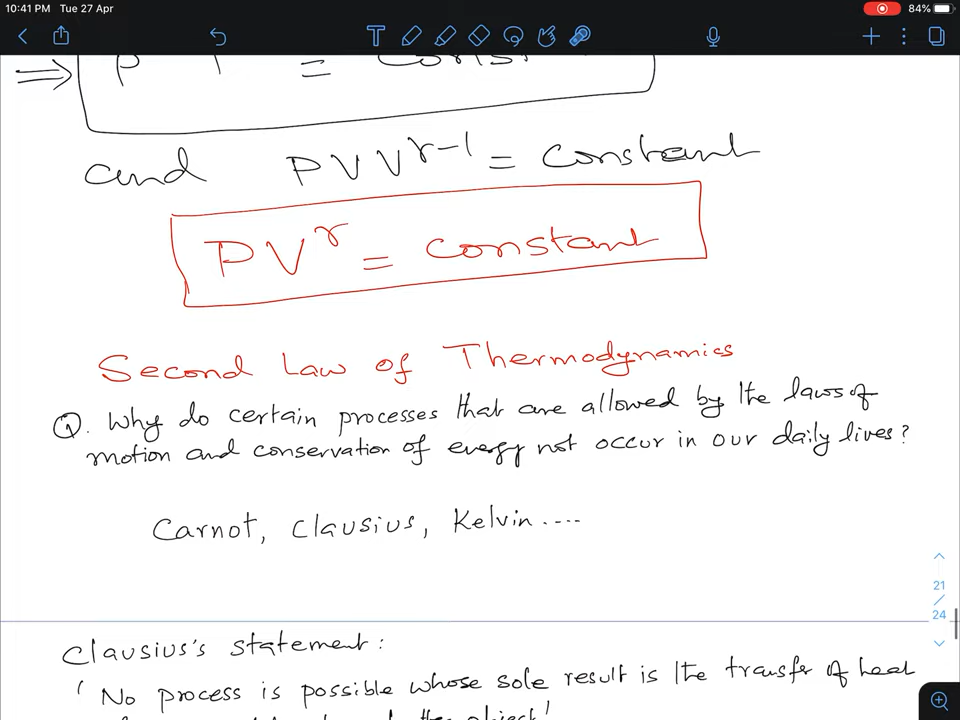 10:41 PM Tue 27 Apr
84%
and PVV^γ-1 = constant
PV^γ = constant
Second Law of Thermodynamics
Q. Why do certain processes that are allowed by the laws of
motion and conservation of energy not occur in our daily lives?
Carnot, Clausius, Kelvin....
21
/
24
Clausius's statement:
' No process is possible whose sole result is the transfer of heat
object!